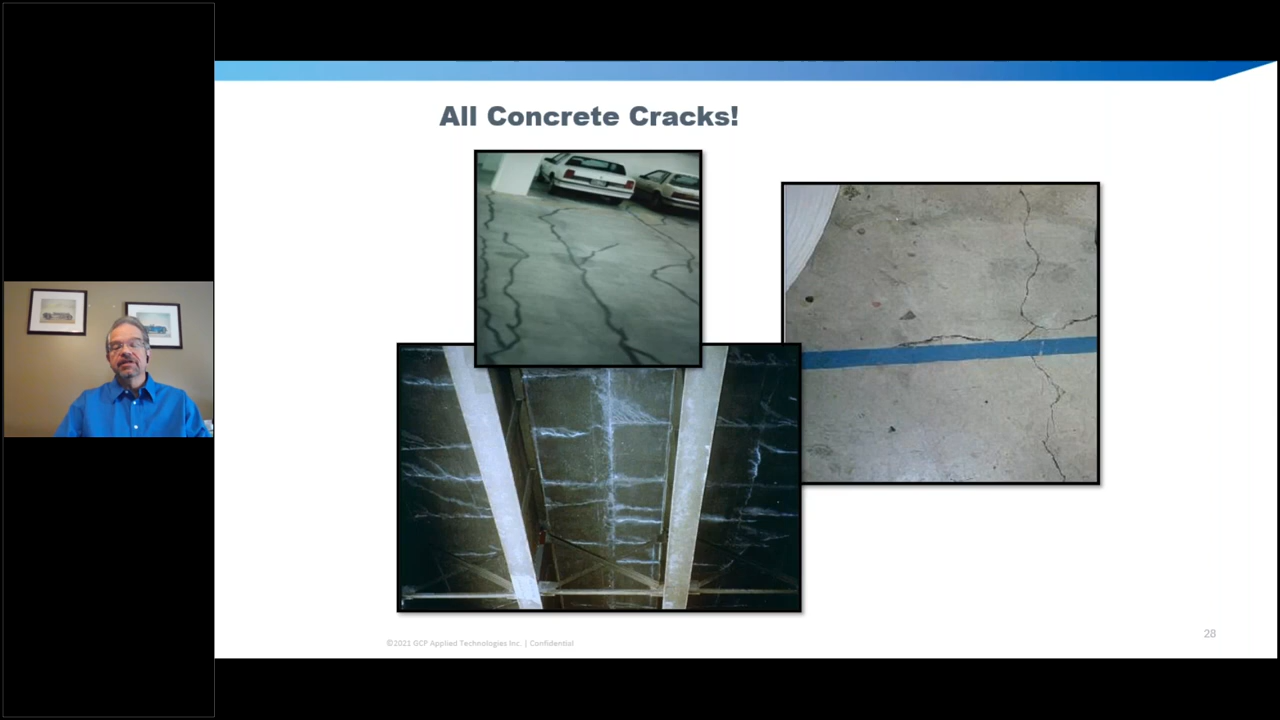 All Concrete Cracks!
©2021 GCP Applied Technologies Inc. | Confidential
28